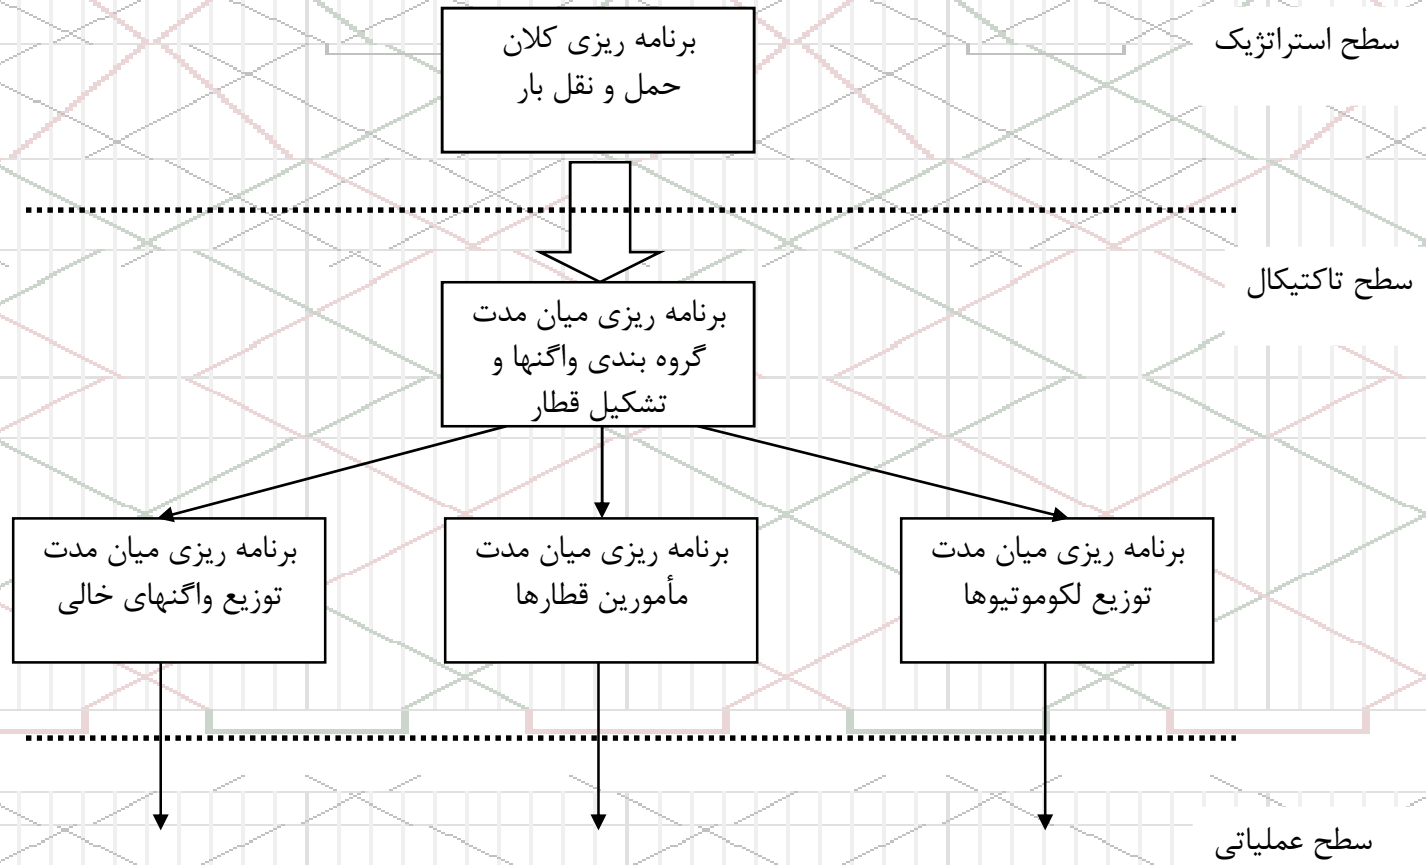 سطح استراتژیک
برنامه ریزی کلان
حمل و نقل بار
سطح تاکتیکال
برنامه ریزی میان مدت
گروه بندی واگنها و
تشکیل قطار
برنامه ریزی میان مدت
توزیع لکوموتیوها
برنامه ریزی میان مدت
مأمورین قطارها
برنامه ریزی میان مدت
توزیع واگنهای خالی
سطح عملیاتی